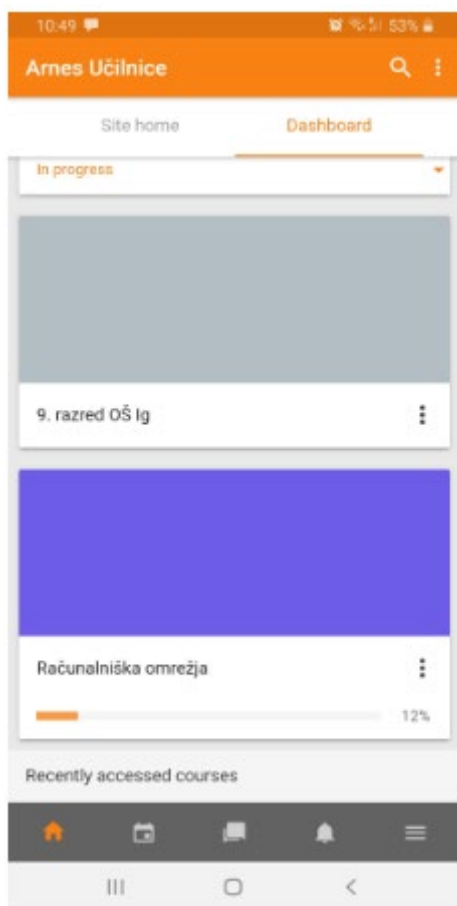 10:49 53%
Arnes Učilnice
Site home Dashboard
In progress
9. razred OŠ Ig
Računalniška omrežja
12%
Recently accessed courses